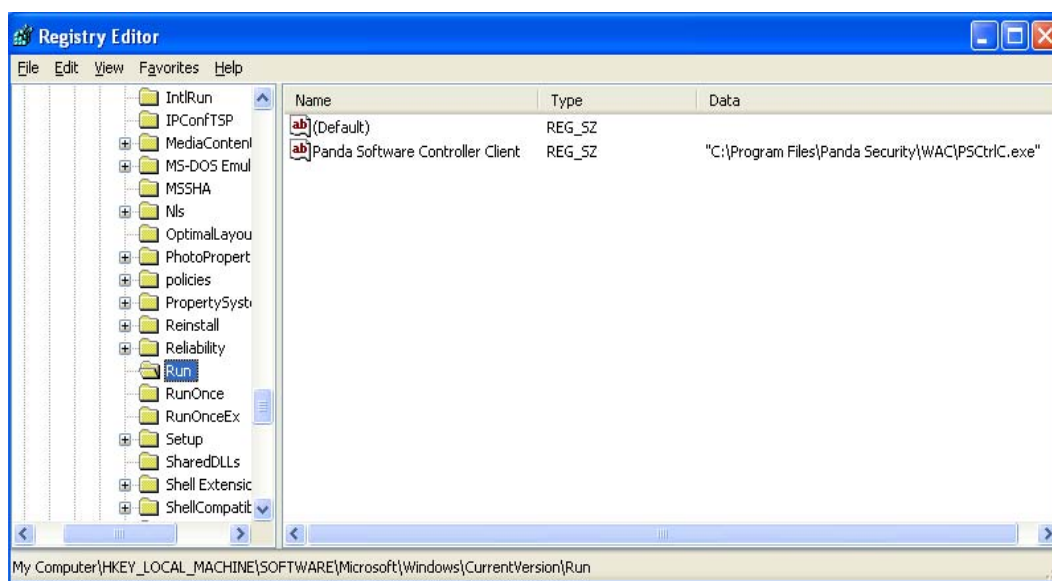 Registry Editor
File Edit View Favorites Help
IntlRun
IPConfTSP
MediaContent
MS-DOS Emul
MSSHA
Nls
OptimalLayou
PhotoPropert
policies
PropertySyst
Reinstall
Reliability
Run
RunOnce
RunOnceEx
Setup
SharedDLLs
Shell Extensic
ShellCompatit
Name Type Data
ab (Default) REG_SZ
ab Panda Software Controller Client REG_SZ "C:\Program Files\Panda Security\WAC\PSCtrlC.exe"
My Computer\HKEY_LOCAL_MACHINE\SOFTWARE\Microsoft\Windows\CurrentVersion\Run